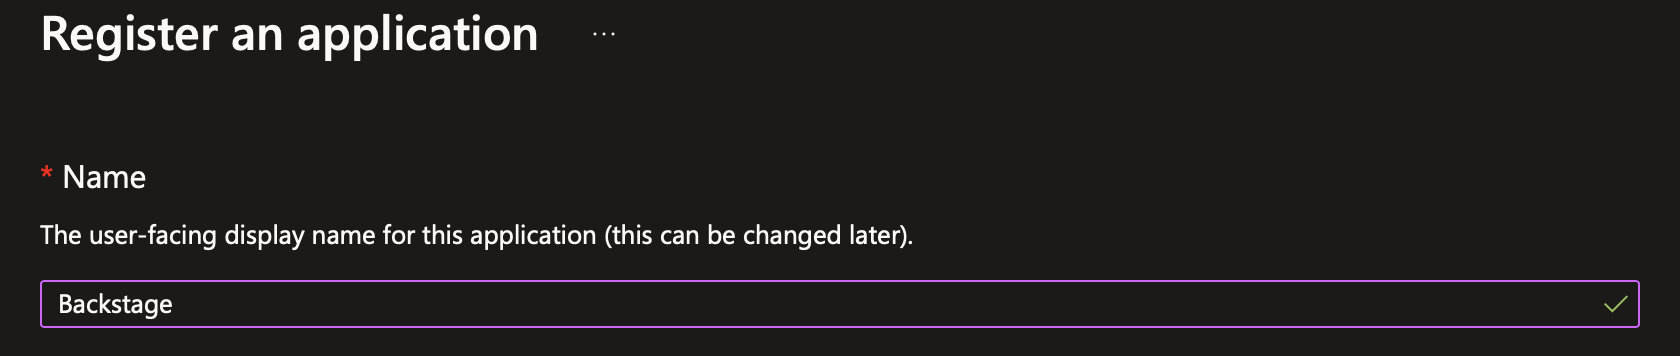 Register an application ...
* Name
The user-facing display name for this application (this can be changed later).
Backstage